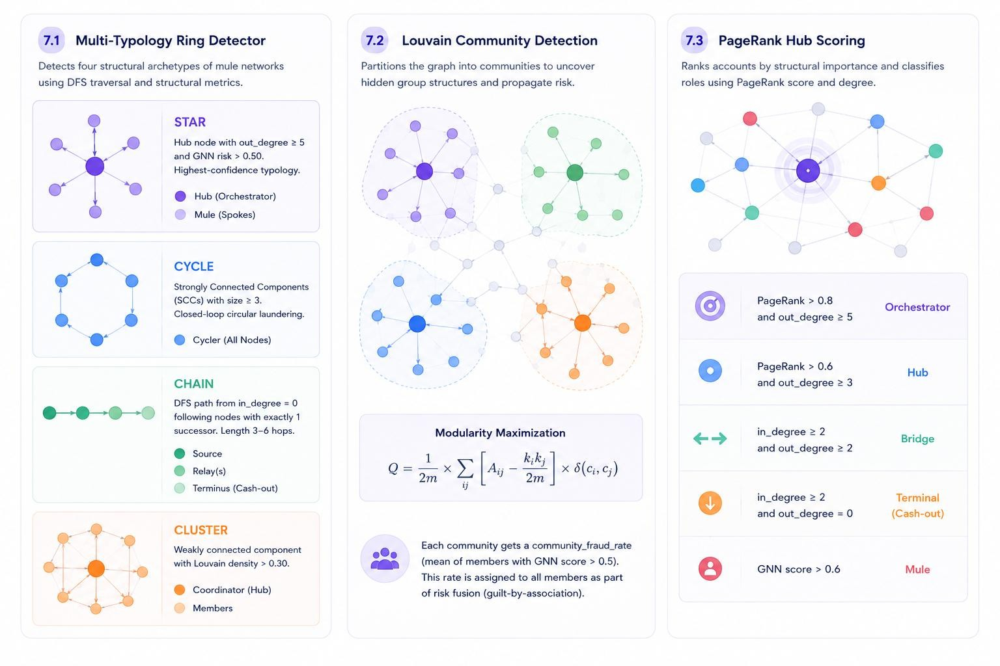 7.1 Multi-Typology Ring Detector
Detects four structural archetypes of mule networks
using DFS traversal and structural metrics.
STAR
Hub node with out_degree ≥ 5
and GNN risk > 0.50.
Highest-confidence typology.
Hub (Orchestrator)
Mule (Spokes)
CYCLE
Strongly Connected Components
(SCCs) with size ≥ 3.
Closed-loop circular laundering.
Cycler (All Nodes)
CHAIN
DFS path from in_degree = 0
following nodes with exactly 1
successor. Length 3–6 hops.
Source
Relay(s)
Terminus (Cash-out)
CLUSTER
Weakly connected component
with Louvain density > 0.30.
Coordinator (Hub)
Members
7.2 Louvain Community Detection
Partitions the graph into communities to uncover
hidden group structures and propagate risk.
Modularity Maximization
Q = 1/2m × ∑ij [Aij − kikj/2m] × δ(ci, cj)
Each community gets a community_fraud_rate
(mean of members with GNN score > 0.5).
This rate is assigned to all members as part
of risk fusion (guilt-by-association).
7.3 PageRank Hub Scoring
Ranks accounts by structural importance and classifies
roles using PageRank score and degree.
PageRank > 0.8
and out_degree ≥ 5
Orchestrator
PageRank > 0.6
and out_degree ≥ 3
Hub
in_degree ≥ 2
and out_degree ≥ 2
Bridge
in_degree ≥ 2
and out_degree = 0
Terminal
(Cash-out)
GNN score > 0.6
Mule